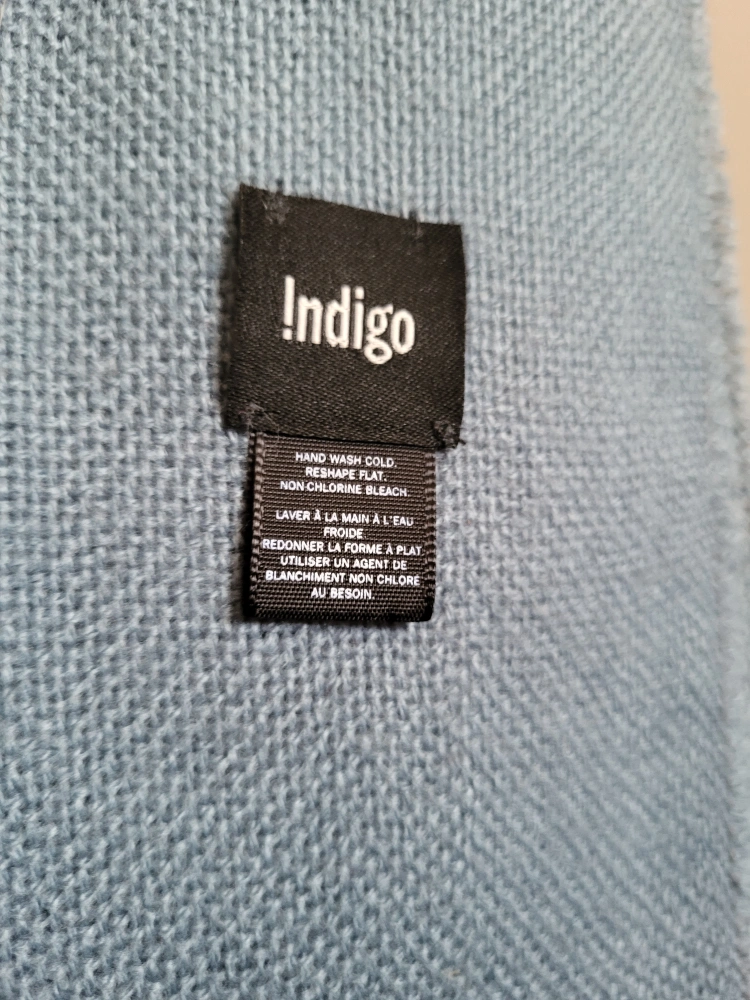 Indigo
HAND WASH COLD.
RESHAPE FLAT.
NON-CHLORINE BLEACH.
LAVER À LA MAIN À L'EAU
FROIDE
REDONNER LA FORME À PLAT.
UTILISER UN AGENT DE
BLANCHIMENT NON CHLORÉ
AU BESOIN.